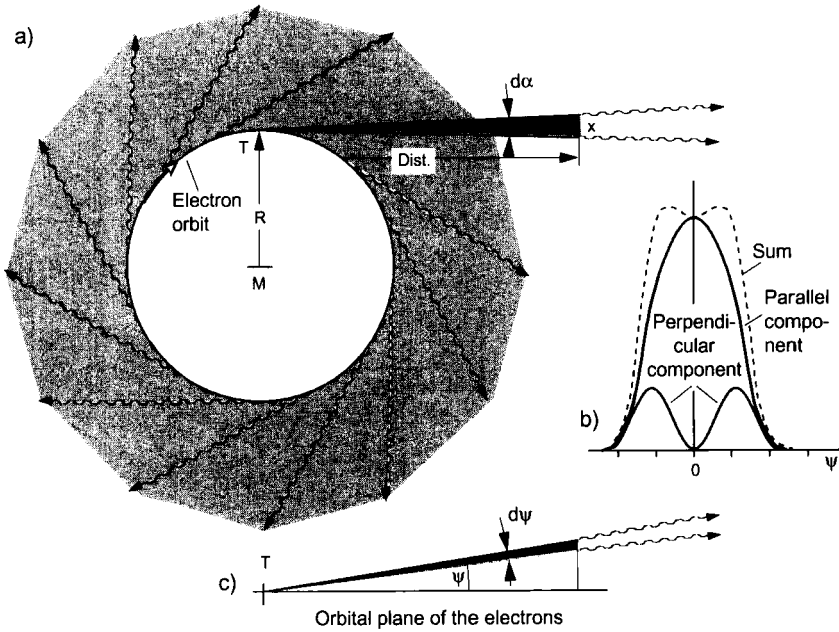 a)
dα
x
T
Dist.
Electron
orbit
R
M
Sum
Parallel
compo-
nent
Perpendi-
cular
component
b)
0
ψ
dψ
T
ψ
c)
Orbital plane of the electrons